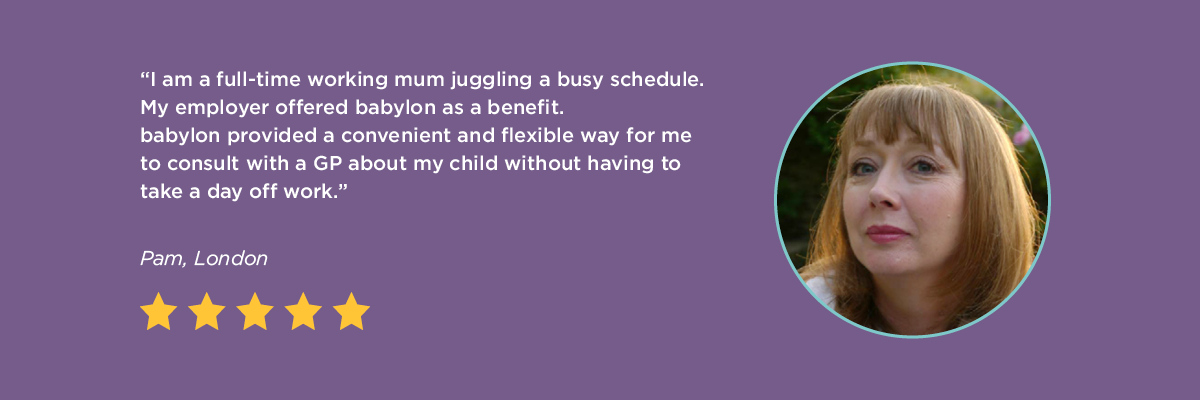 “I am a full-time working mum juggling a busy schedule.
My employer offered babylon as a benefit.
babylon provided a convenient and flexible way for me
to consult with a GP about my child without having to
take a day off work.”
Pam, London